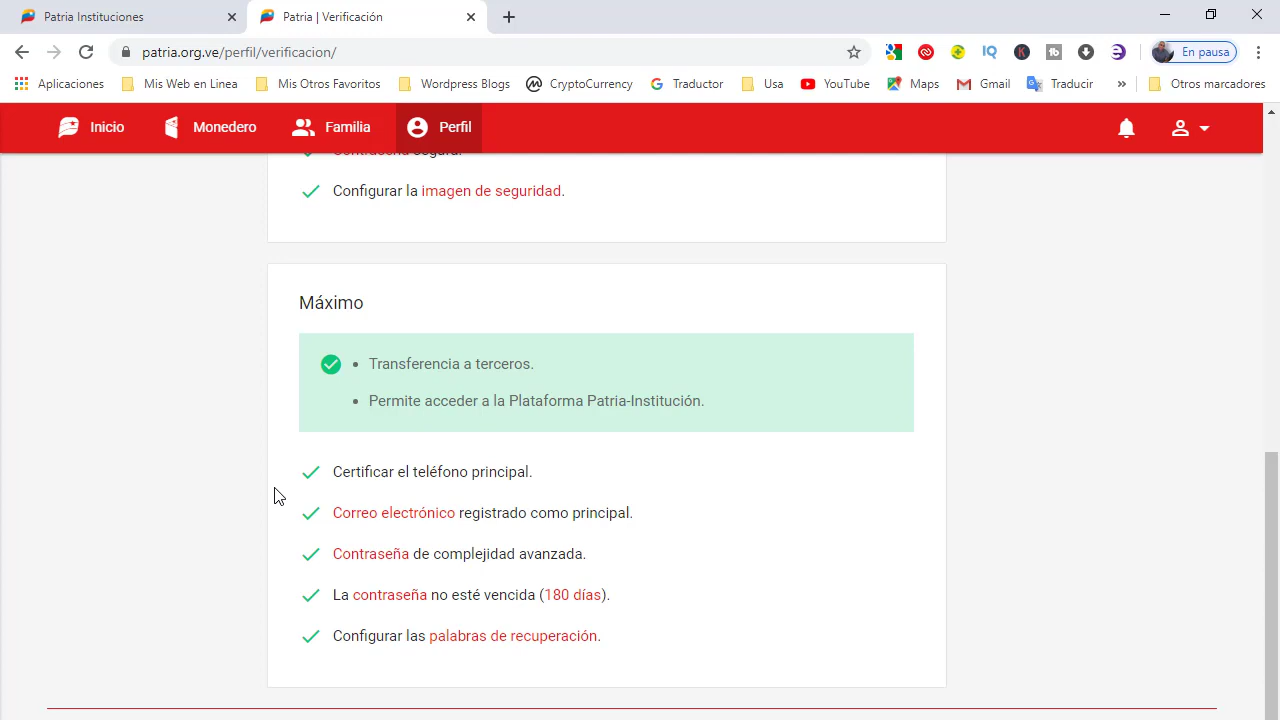 Patria Instituciones
Patria | Verificación
patria.org.ve/perfil/verificacion/
En pausa
Aplicaciones
Mis Web en Linea
Mis Otro Favoritos
Wordpress Blogs
CryptoCurrency
Traductor
Usa
YouTube
Maps
Gmail
Traducir
»
Otros marcadores
Inicio
Monedero
Familia
Perfil
Contraseña segura.
Configurar la imagen de seguridad.
Máximo
• Transferencia a terceros.
• Permite acceder a la Plataforma Patria-Institución.
Certificar el teléfono principal.
Correo electrónico registrado como principal.
Contraseña de complejidad avanzada.
La contraseña no esté vencida (180 días).
Configurar las palabras de recuperación.